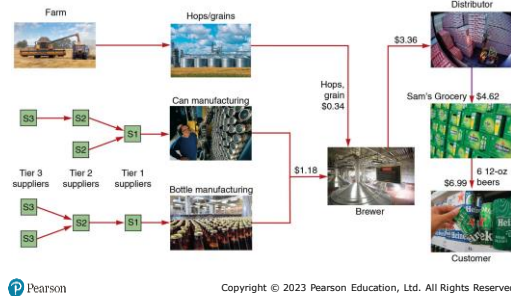 Farm
Hops/grains
Distributor
$3.36
Hops,
grain
$0.34
Sam's Grocery
$4.62
Can manufacturing
S3
S2
S1
S2
Tier 3
suppliers
Tier 2
suppliers
Tier 1
suppliers
$1.18
Brewer
6 12-oz
beers
$6.99
Bottle manufacturing
S3
S2
S1
S3
Customer
Pearson
Copyright © 2023 Pearson Education, Ltd. All Rights Reserved